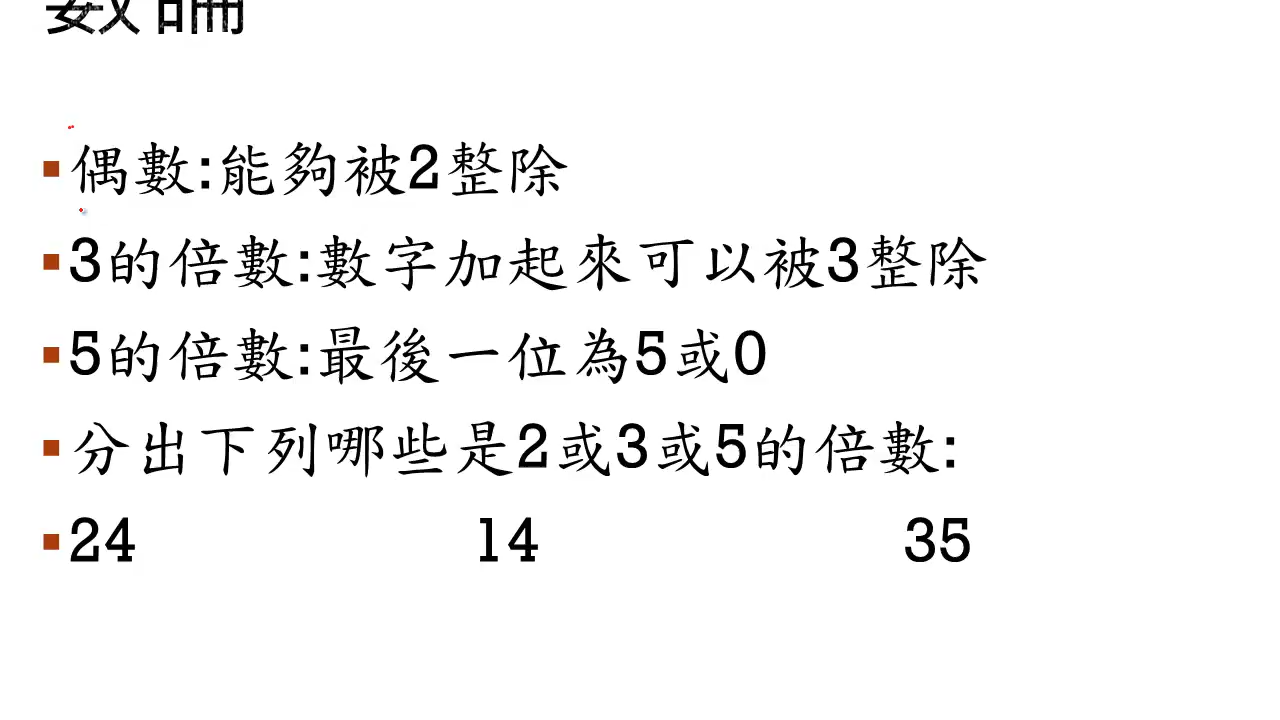 數論
偶數:能夠被2整除
3的倍數:數字加起來可以被3整除
5的倍數:最後一位為5或0
分出下列哪些是2或3或5的倍數:
24 14 35